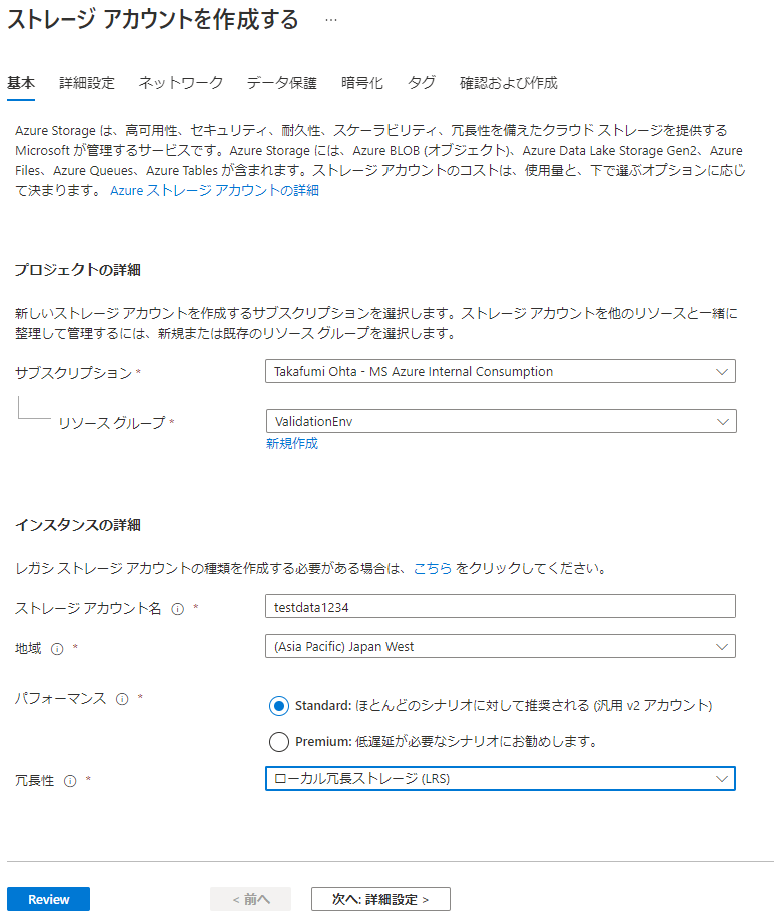 ストレージ アカウントを作成する ...
基本 詳細設定 ネットワーク データ保護 暗号化 タグ 確認および作成
Azure Storage は、高可用性、セキュリティ、耐久性、スケーラビリティ、冗長性を備えたクラウド ストレージを提供する
Microsoft が管理するサービスです。Azure Storage には、Azure BLOB (オブジェクト)、Azure Data Lake Storage Gen2、Azure
Files、Azure Queues、Azure Tables が含まれます。ストレージ アカウントのコストは、使用量と、下で選ぶオプションに応じ
て決まります。 Azure ストレージ アカウントの詳細
プロジェクトの詳細
新しいストレージ アカウントを作成するサブスクリプションを選択します。ストレージ アカウントを他のリソースと一緒に
整理して管理するには、新規または既存のリソース グループを選択します。
サブスクリプション * Takafumi Ohta - MS Azure Internal Consumption
リソース グループ * ValidationEnv
新規作成
インスタンスの詳細
レガシ ストレージ アカウントの種類を作成する必要がある場合は、こちら をクリックしてください。
ストレージ アカウント名 * testdata1234
地域 * (Asia Pacific) Japan West
パフォーマンス * Standard: ほとんどのシナリオに対して推奨される (汎用 v2 アカウント)
Premium: 低遅延が必要なシナリオにお勧めします。
冗長性 * ローカル冗長ストレージ (LRS)
Review < 前へ 次へ: 詳細設定 >